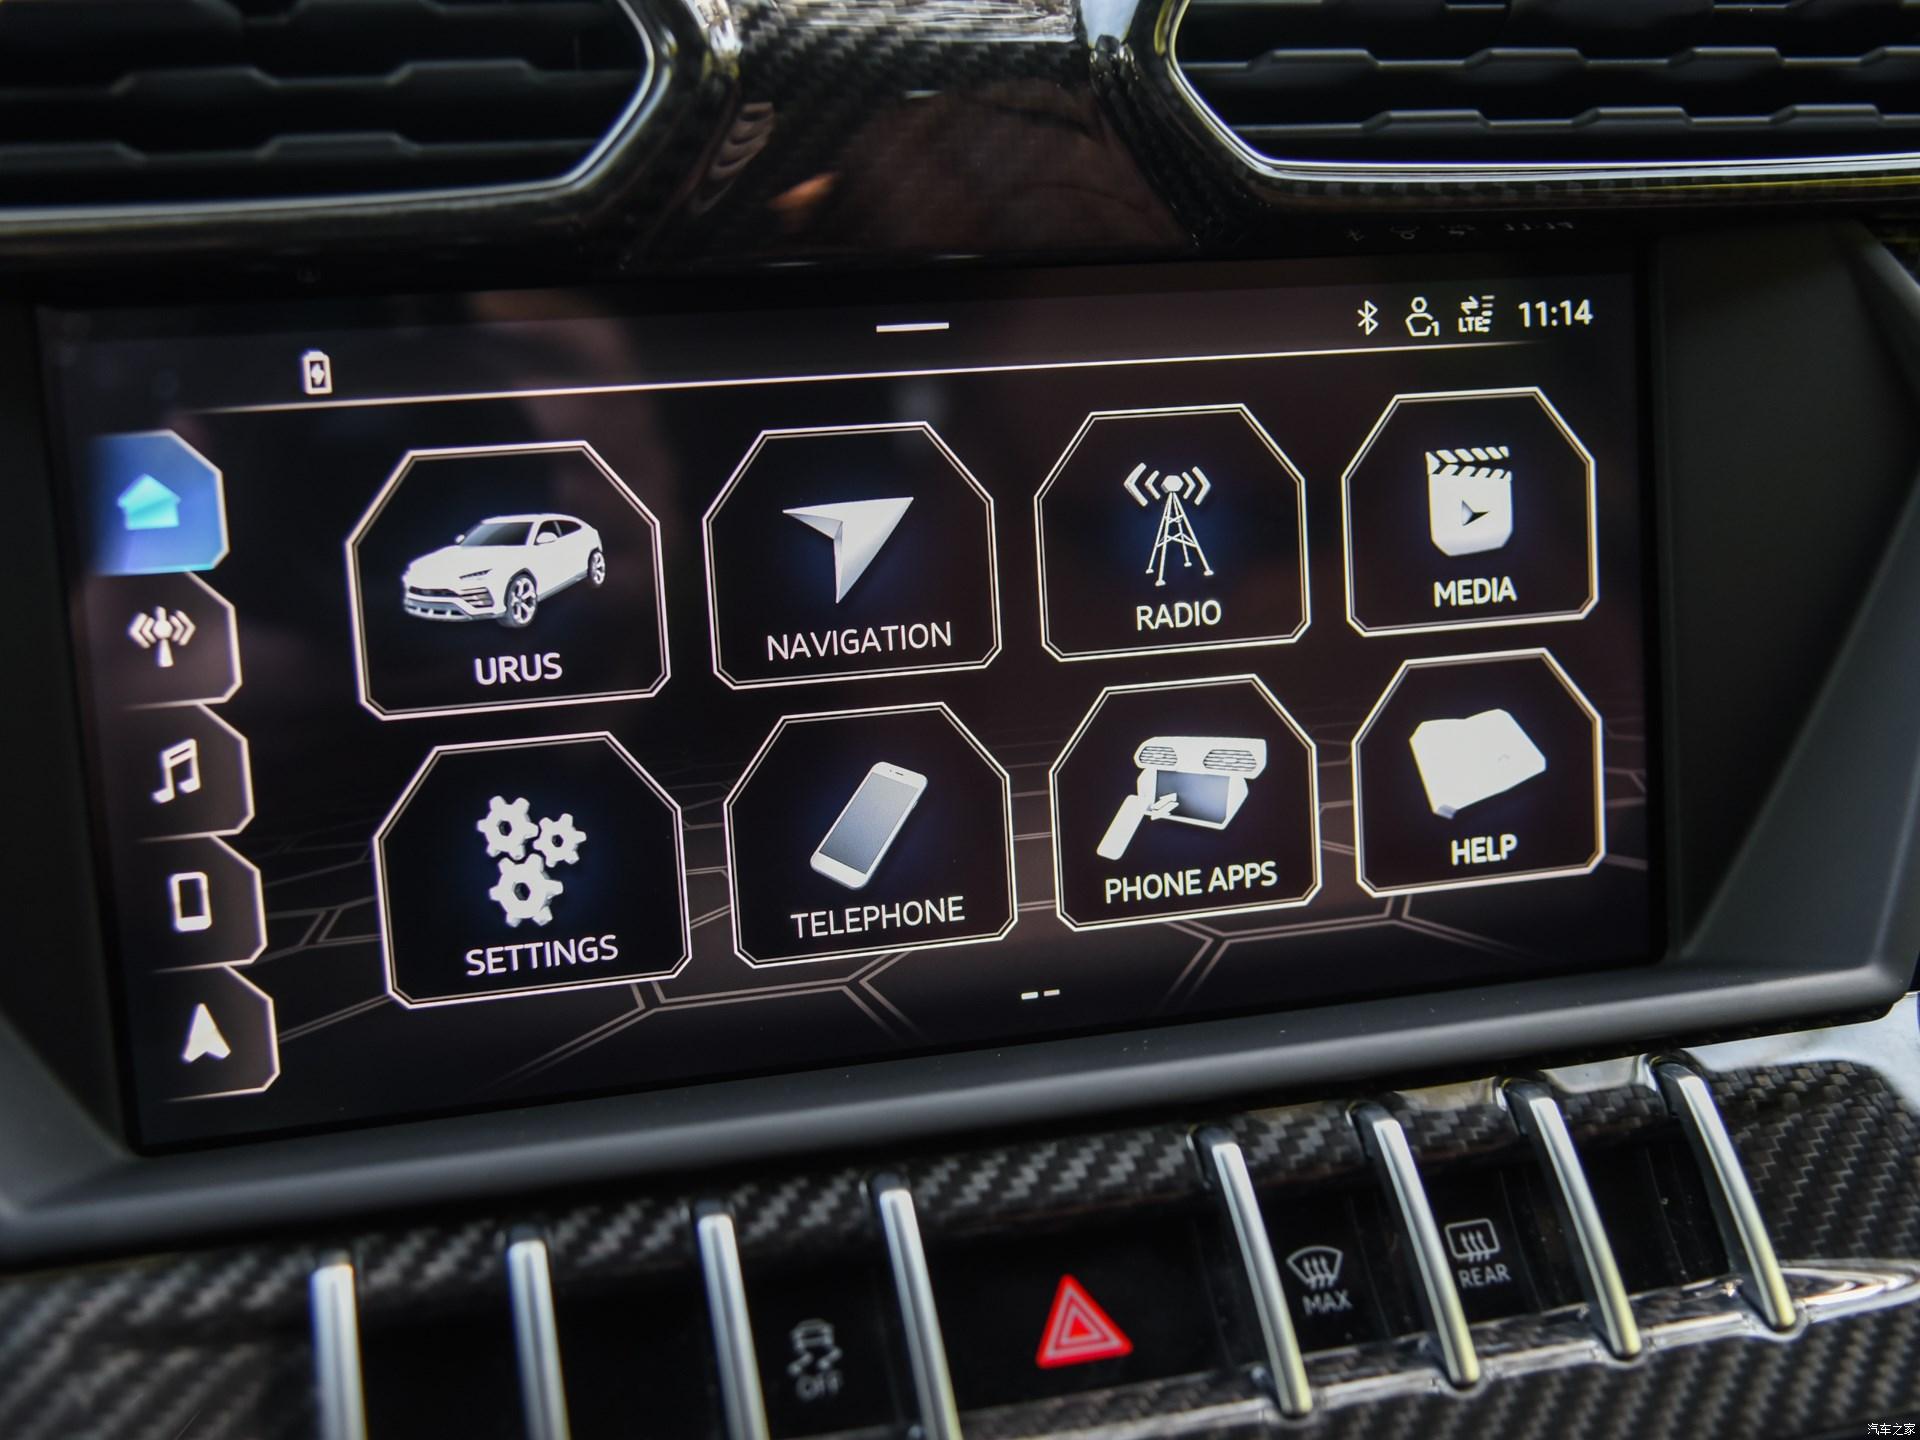 LTE 11:14
URUS
NAVIGATION
RADIO
MEDIA
SETTINGS
TELEPHONE
PHONE APPS
HELP
OFF
MAX
REAR
汽车之家